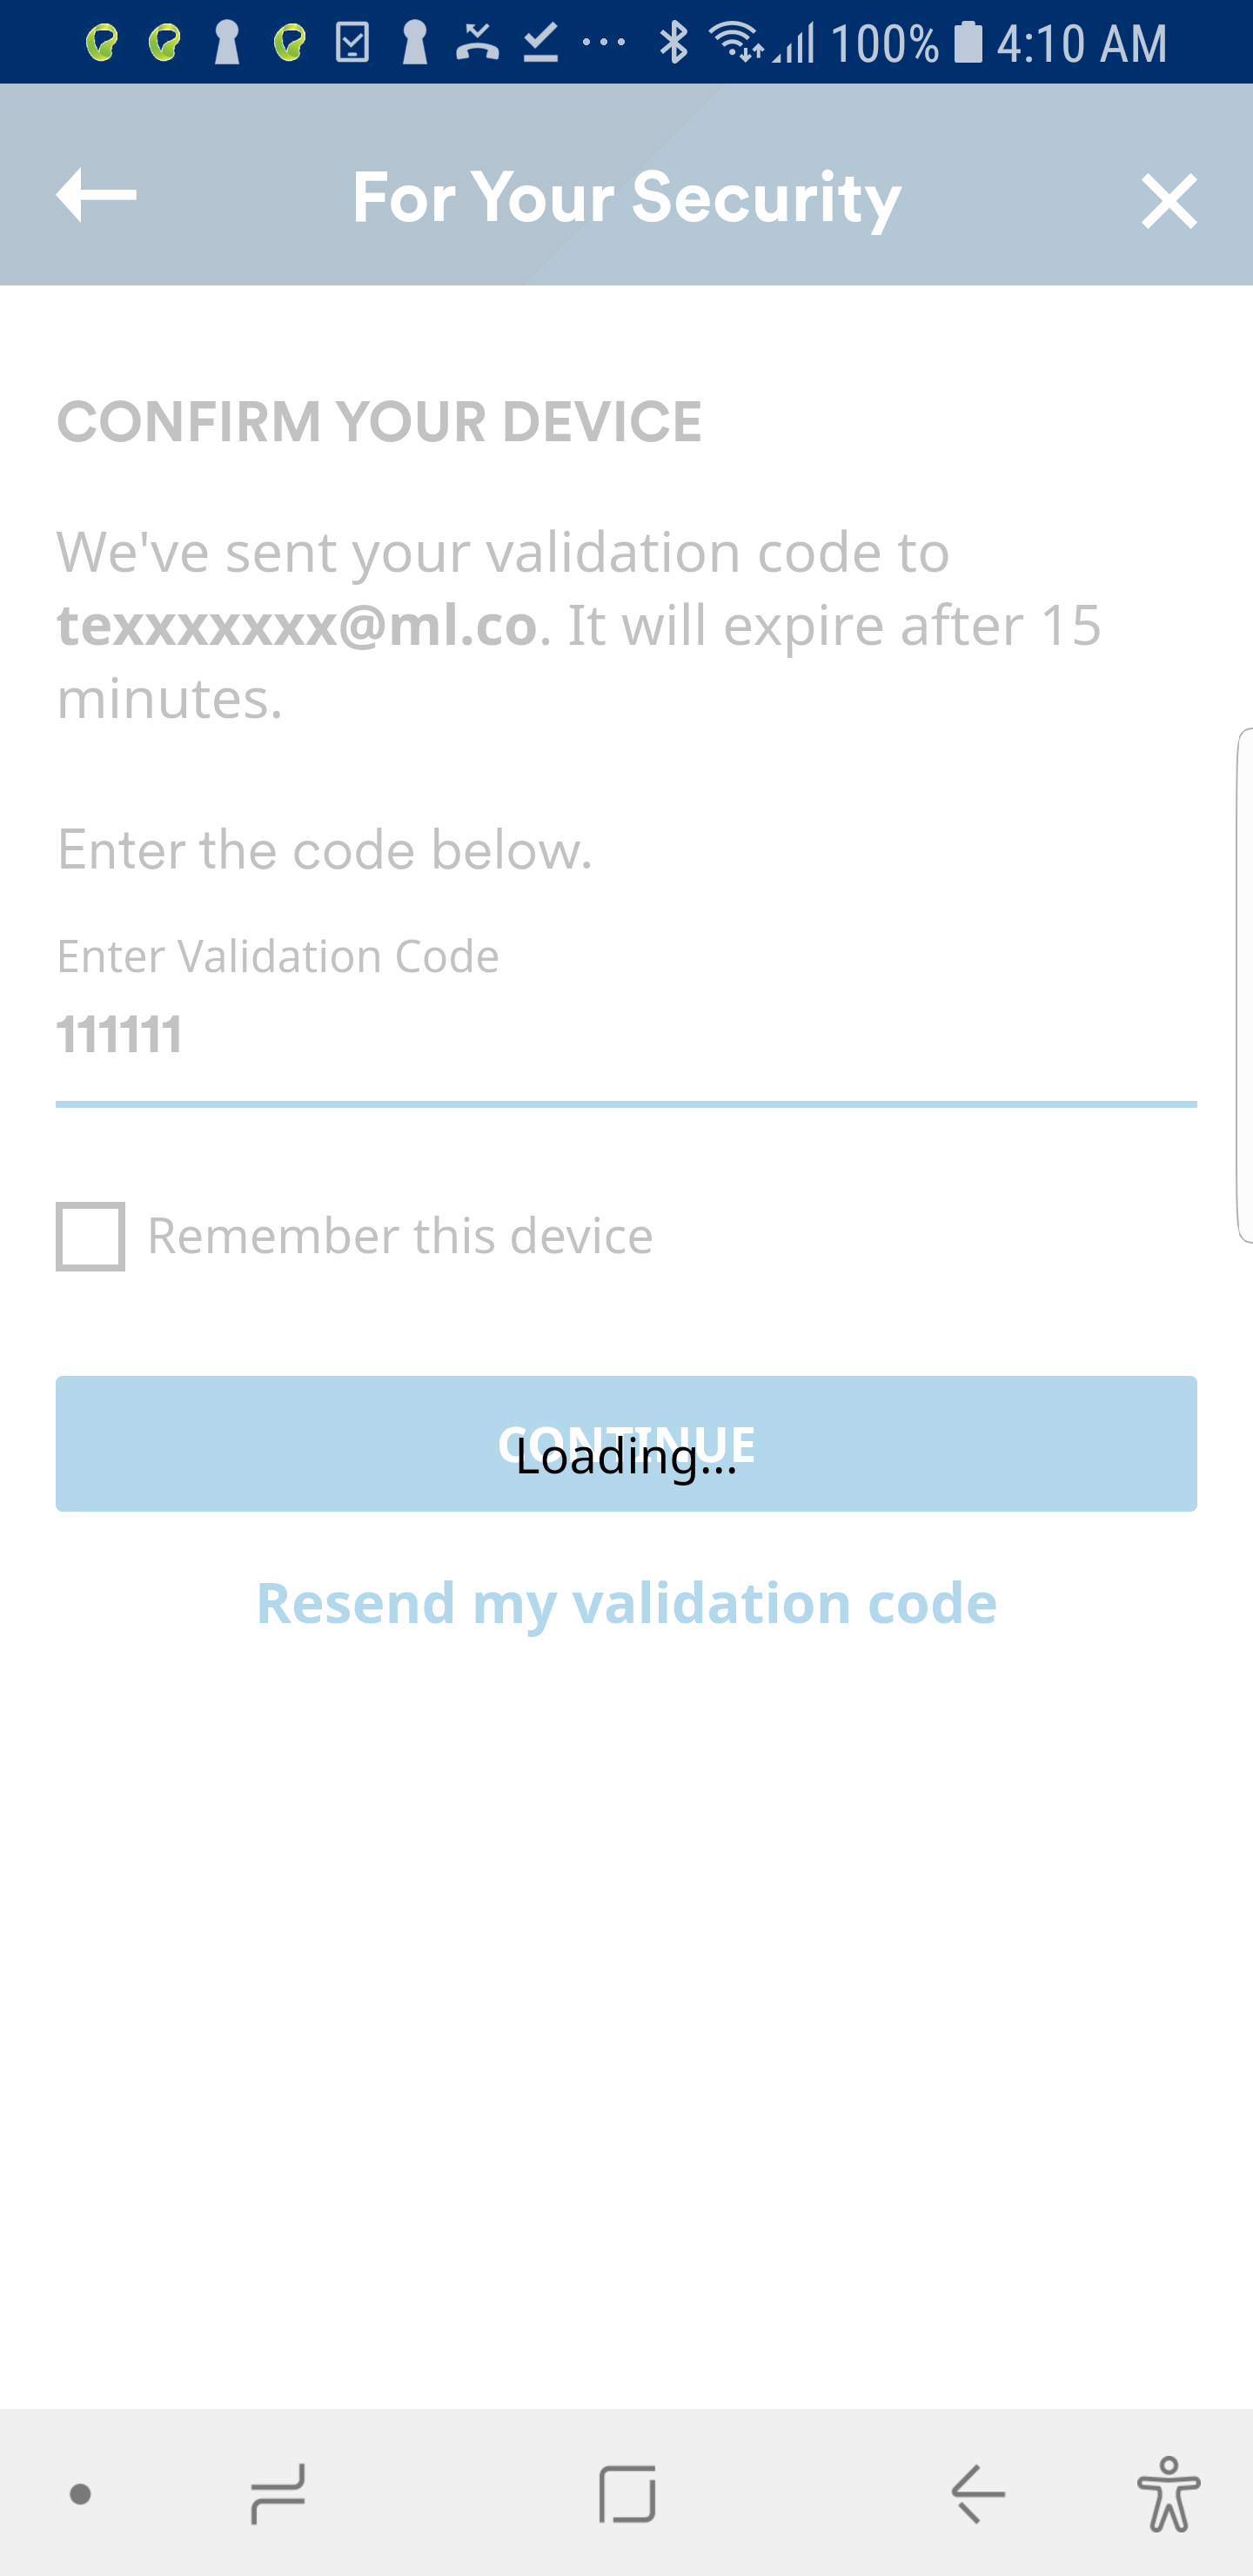 100% 4:10 AM
For Your Security
CONFIRM YOUR DEVICE
We've sent your validation code to
texxxxxxx@ml.co. It will expire after 15
minutes.
Enter the code below.
Enter Validation Code
111111
Remember this device
CONTINUE
Loading...
Resend my validation code